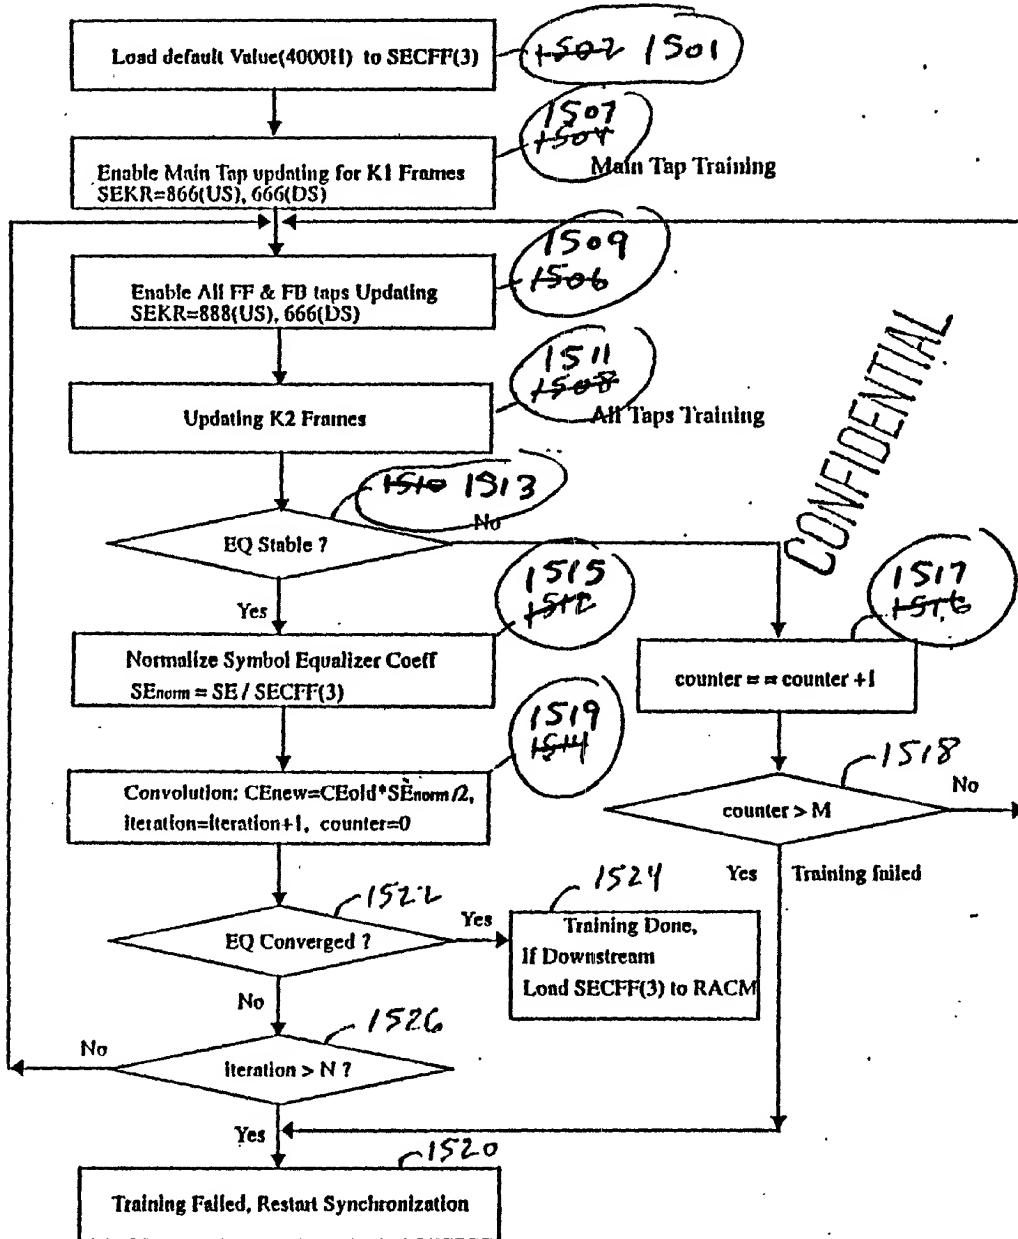 Load default Value(4000H) to SECFF(3)
1502 1501
1507
1504
Main Tap Training
Enable Main Tap updating for K1 Frames
SEKR=866(US), 666(DS)
1509
1506
Enable All FF & FB taps Updating
SEKR=888(US), 666(DS)
1511
1508
All Taps Training
Updating K2 Frames
CONFIDENTIAL
1510 1513
No
EQ Stable ?
Yes
1515
1512
1517
1516
Normalize Symbol Equalizer Coeff
SEnorm = SE / SECFF(3)
counter = = counter +1
1519
1514
1518
Convolution: CEnew=CEold*SEnorm/2,
iteration=iteration+1, counter=0
counter > M
No
Yes Training failed
1522
1524
EQ Converged ?
Yes
Training Done,
If Downstream
Load SECFF(3) to RACM
No
1526
No
iteration > N ?
Yes
1520
Training Failed, Restart Synchronization